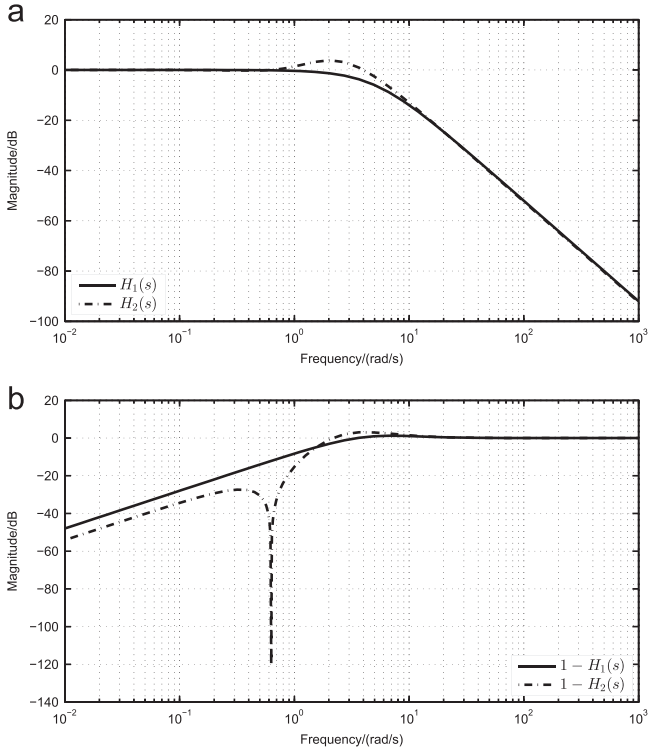 a
20
0
−20
−40
−60
−80
−100
Magnitude/dB
H₁(s)
H₂(s)
10⁻² 10⁻¹ 10⁰ 10¹ 10² 10³
Frequency/(rad/s)
b
20
0
−20
−40
−60
−80
−100
−120
−140
Magnitude/dB
1 − H₁(s)
1 − H₂(s)
10⁻² 10⁻¹ 10⁰ 10¹ 10² 10³
Frequency/(rad/s)